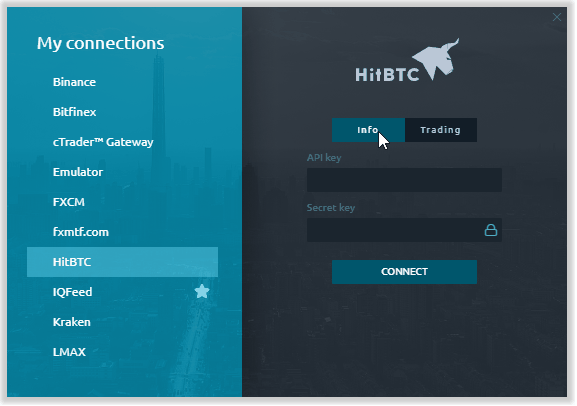 My connections
Binance
Bitfinex
cTrader™ Gateway
Emulator
FXCM
fxmtf.com
HitBTC
IQFeed
Kraken
LMAX
HitBTC
Info
Trading
API key
Secret key
CONNECT